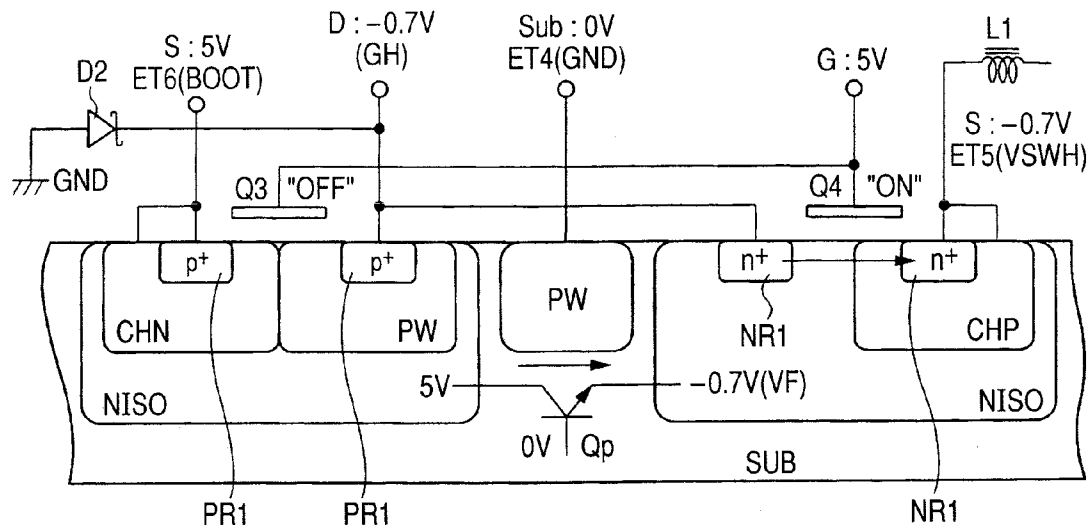 D : −0.7V
(GH)
Sub : 0V
ET4(GND)
L1
S : 5V
ET6(BOOT)
G : 5V
D2
S : −0.7V
ET5(VSWH)
GND
Q3 "OFF"
Q4 "ON"
p+
p+
n+
n+
PW
CHN
PW
NR1
CHP
5V
−0.7V(VF)
NISO
NISO
0V
Qp
SUB
PR1
PR1
NR1